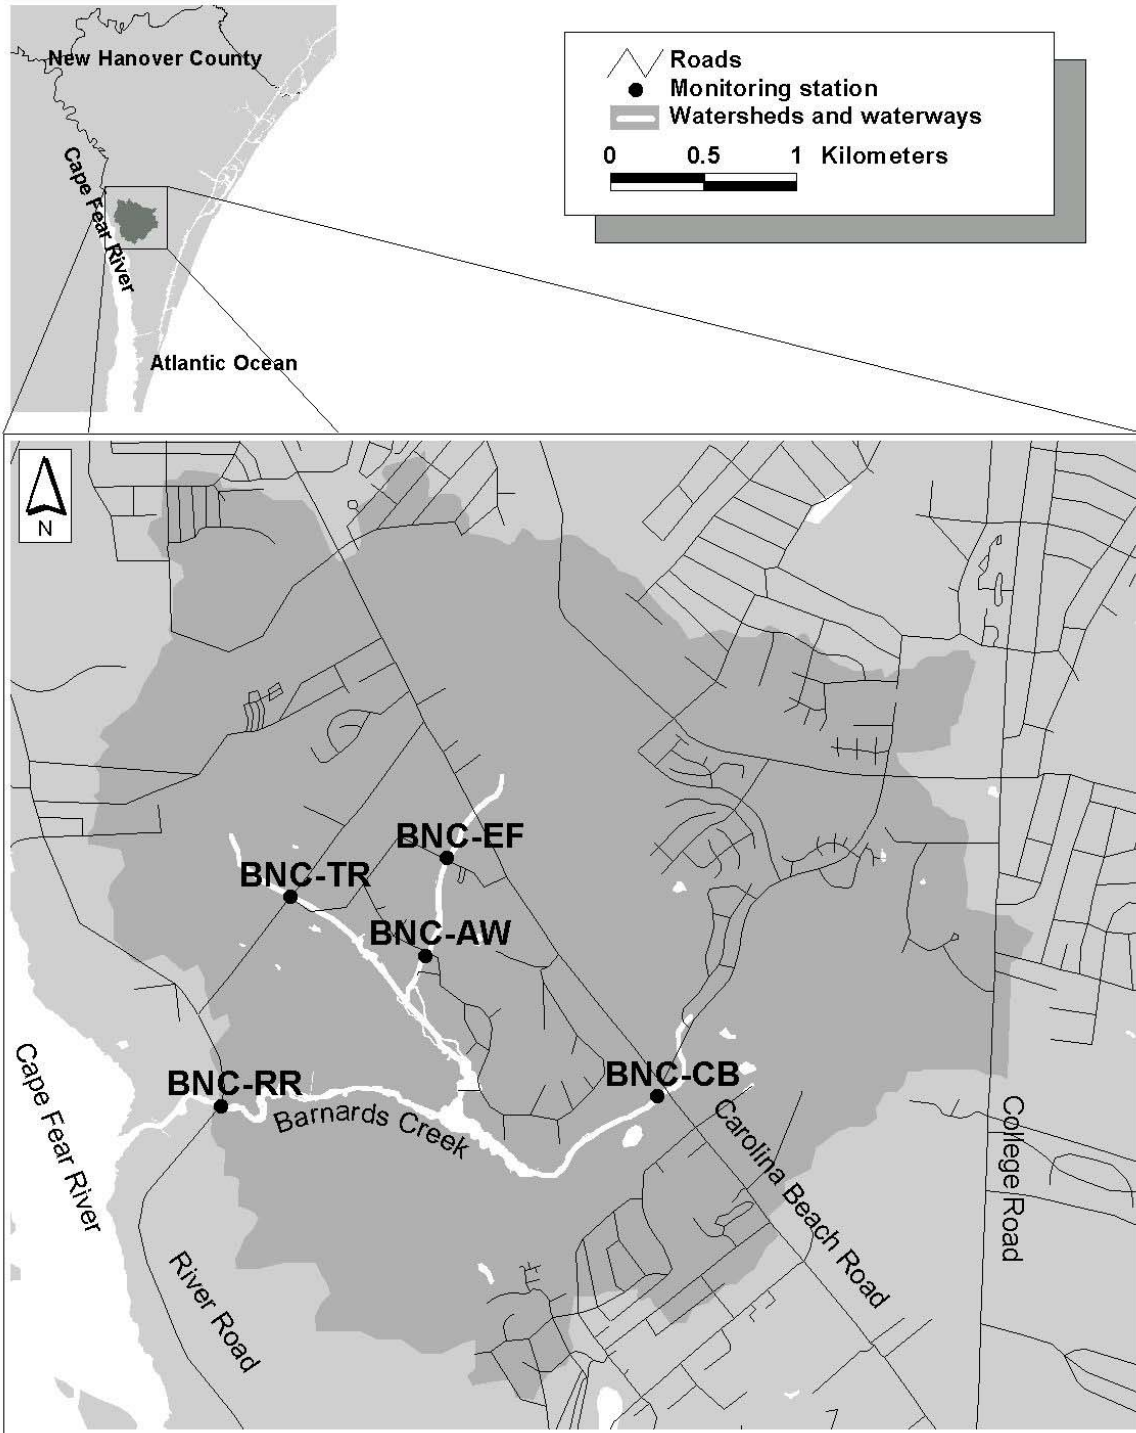 New Hanover County
Cape Fear River
Atlantic Ocean
Roads
Monitoring station
Watersheds and waterways
0 0.5 1 Kilometers
N
BNC-EF
BNC-TR
BNC-AW
BNC-CB
BNC-RR
Barnards Creek
Cape Fear River
River Road
Carolina Beach Road
College Road